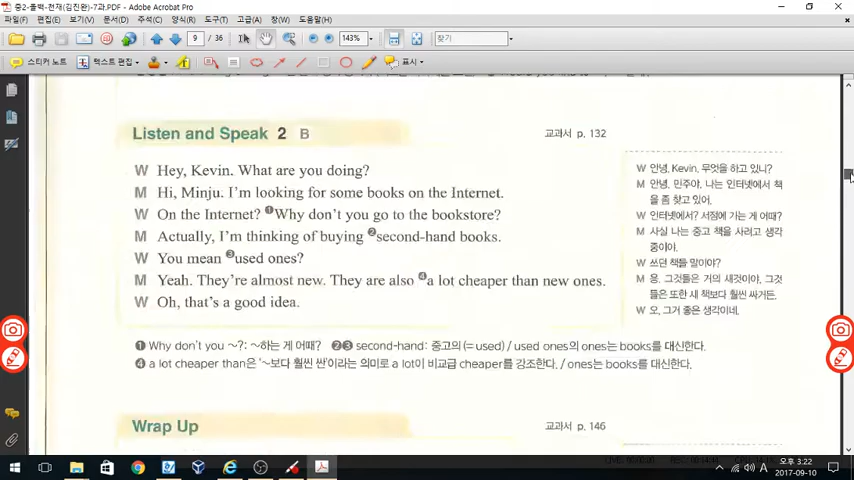 중2-돌백-천재(김진완)-7과.pdf - Adobe Acrobat Pro
파일(F) 편집(E) 보기(V) 문서(D) 주석(C) 양식(R) 도구(T) 고급(A) 창(W) 도움말(H)
9 / 36 143% 찾기
스티커 노트 텍스트 편집 표시
Listen and Speak 2 B
교과서 p. 132
W Hey, Kevin. What are you doing?
M Hi, Minju. I'm looking for some books on the Internet.
W On the Internet? ❶Why don't you go to the bookstore?
M Actually, I'm thinking of buying ❷second-hand books.
W You mean ❸used ones?
M Yeah. They're almost new. They are also ❹a lot cheaper than new ones.
W Oh, that's a good idea.
W 안녕, Kevin. 무엇을 하고 있니?
M 안녕, 민주야, 나는 인터넷에서 책
을 좀 찾고 있어.
W 인터넷에서? 서점에 가는 게 어때?
M 사실 나는 중고 책을 사려고 생각
중이야.
W 쓰던 책들 말이야?
M 응. 그것들은 거의 새것이야, 그것
들은 또한 새 책보다 훨씬 싸거든.
W 오, 그거 좋은 생각이네.
❶ Why don't you ~?: ~하는 게 어때? ❷❸ second-hand: 중고의 (= used) / used ones의 ones는 books를 대신한다.
❹ a lot cheaper than은 '~보다 훨씬 싼'이라는 의미로 a lot이 비교급 cheaper를 강조한다. / ones는 books를 대신한다.
Wrap Up
교과서 p. 146
A 오후 3:22
2017-09-10